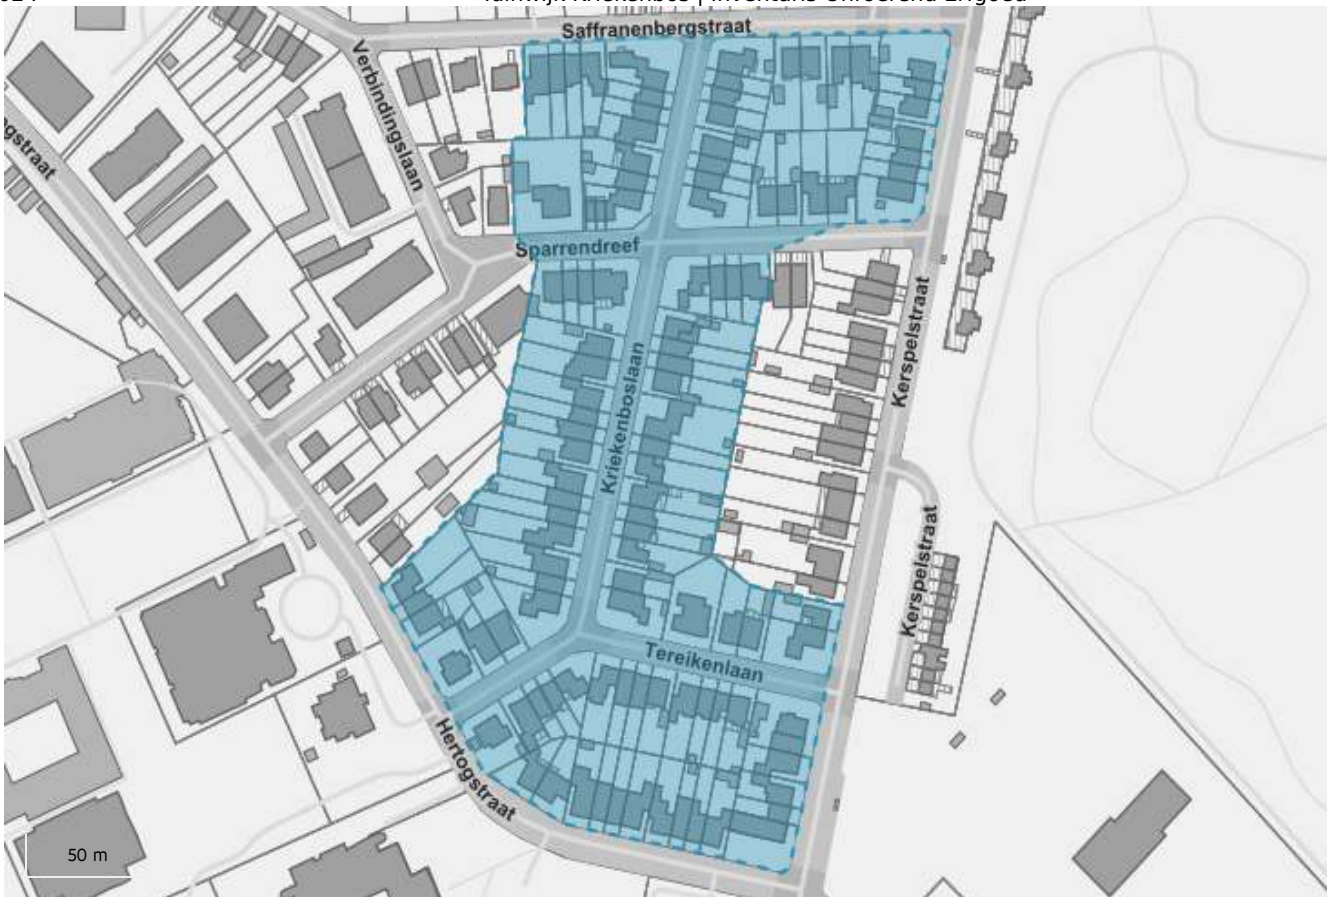 Saffranenbergstraat
Verbindingslaan
Sparrendreef
Kriekenboslaan
Kerspelstraat
Kerspelstraat
Tereikenlaan
Hertogstraat
50 m